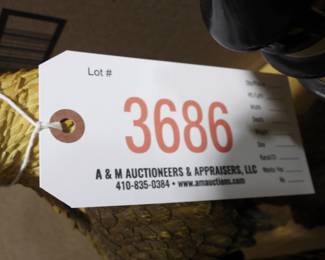 Lot #
3686
A & M AUCTIONEERS & APPRAISERS, LLC
410-835-0384 • www.amauctions.com